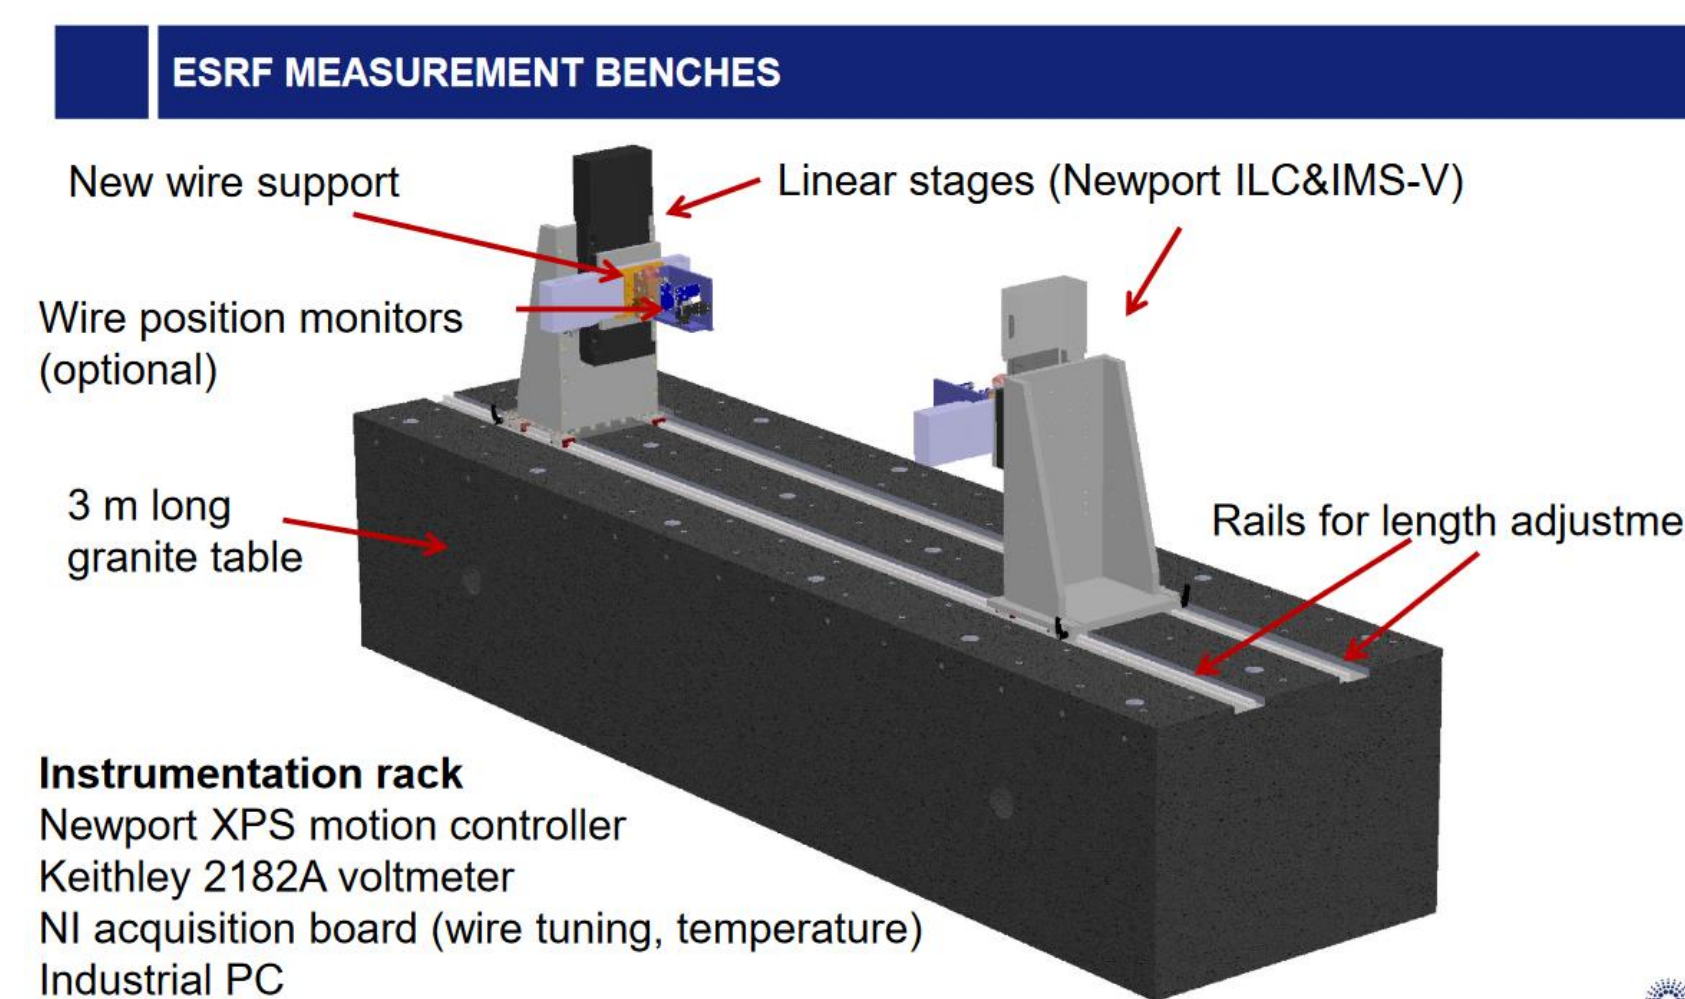 ESRF MEASUREMENT BENCHES
New wire support
Linear stages (Newport ILC&IMS-V)
Wire position monitors
(optional)
3 m long
granite table
Rails for length adjustme
Instrumentation rack
Newport XPS motion controller
Keithley 2182A voltmeter
NI acquisition board (wire tuning, temperature)
Industrial PC